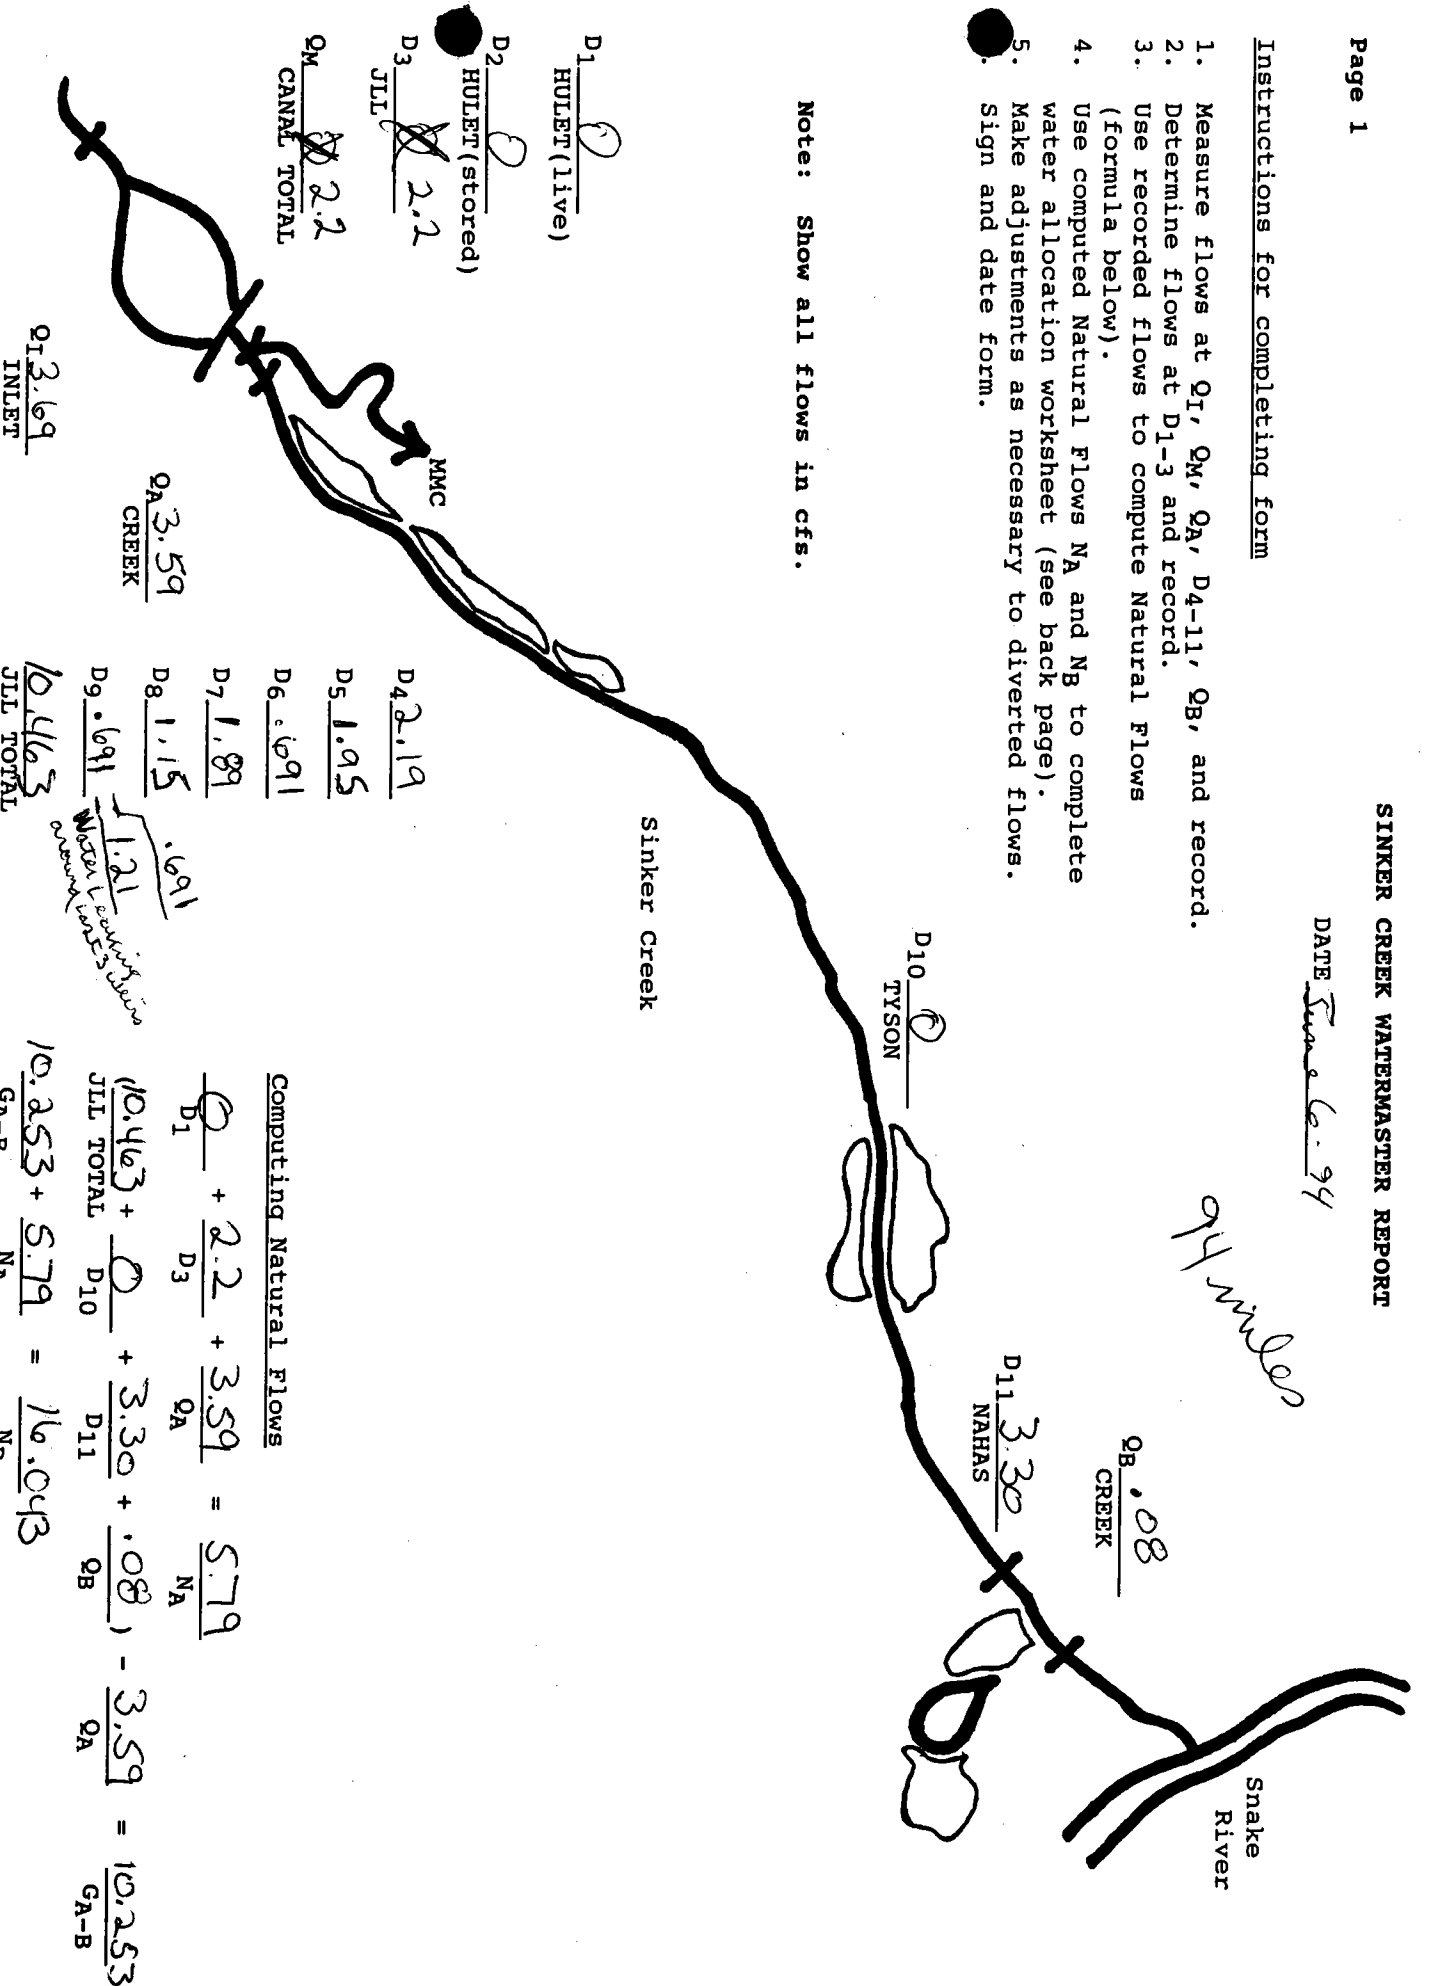 Page 1
SINKER CREEK WATERMASTER REPORT
DATE June 6-94
94 miles
Instructions for completing form
1. Measure flows at QI, QM, QA, D4-11, QB, and record.
2. Determine flows at D1-3 and record.
3. Use recorded flows to compute Natural Flows
(formula below).
4. Use computed Natural Flows NA and NB to complete
water allocation worksheet (see back page).
5. Make adjustments as necessary to diverted flows.
Sign and date form.
Note: Show all flows in cfs.
D1 0
HULET(live)
D2 0
HULET(stored)
D3 2.2
JLL
QM 2.2
CANAL TOTAL
MMC
QI 3.69
INLET
QA 3.59
CREEK
Sinker Creek
D10 0
TYSON
D11 3.30
NAHAS
QB .08
CREEK
Snake
River
D4 2.19
D5 1.95
D6 .691
D7 1.89
D8 1.15
D9 .691
.691
1.21
Water Leaving
around last 3 weirs
10.463
JLL TOTAL
Computing Natural Flows
0 + 2.2 + 3.59 = 5.79
D1 D3 QA NA
(10.463 + 0 + 3.30 + .08) - 3.59 = 10.253
JLL TOTAL D10 D11 QB QA GA-B
10.253 + 5.79 = 16.043
GA-B NA NB